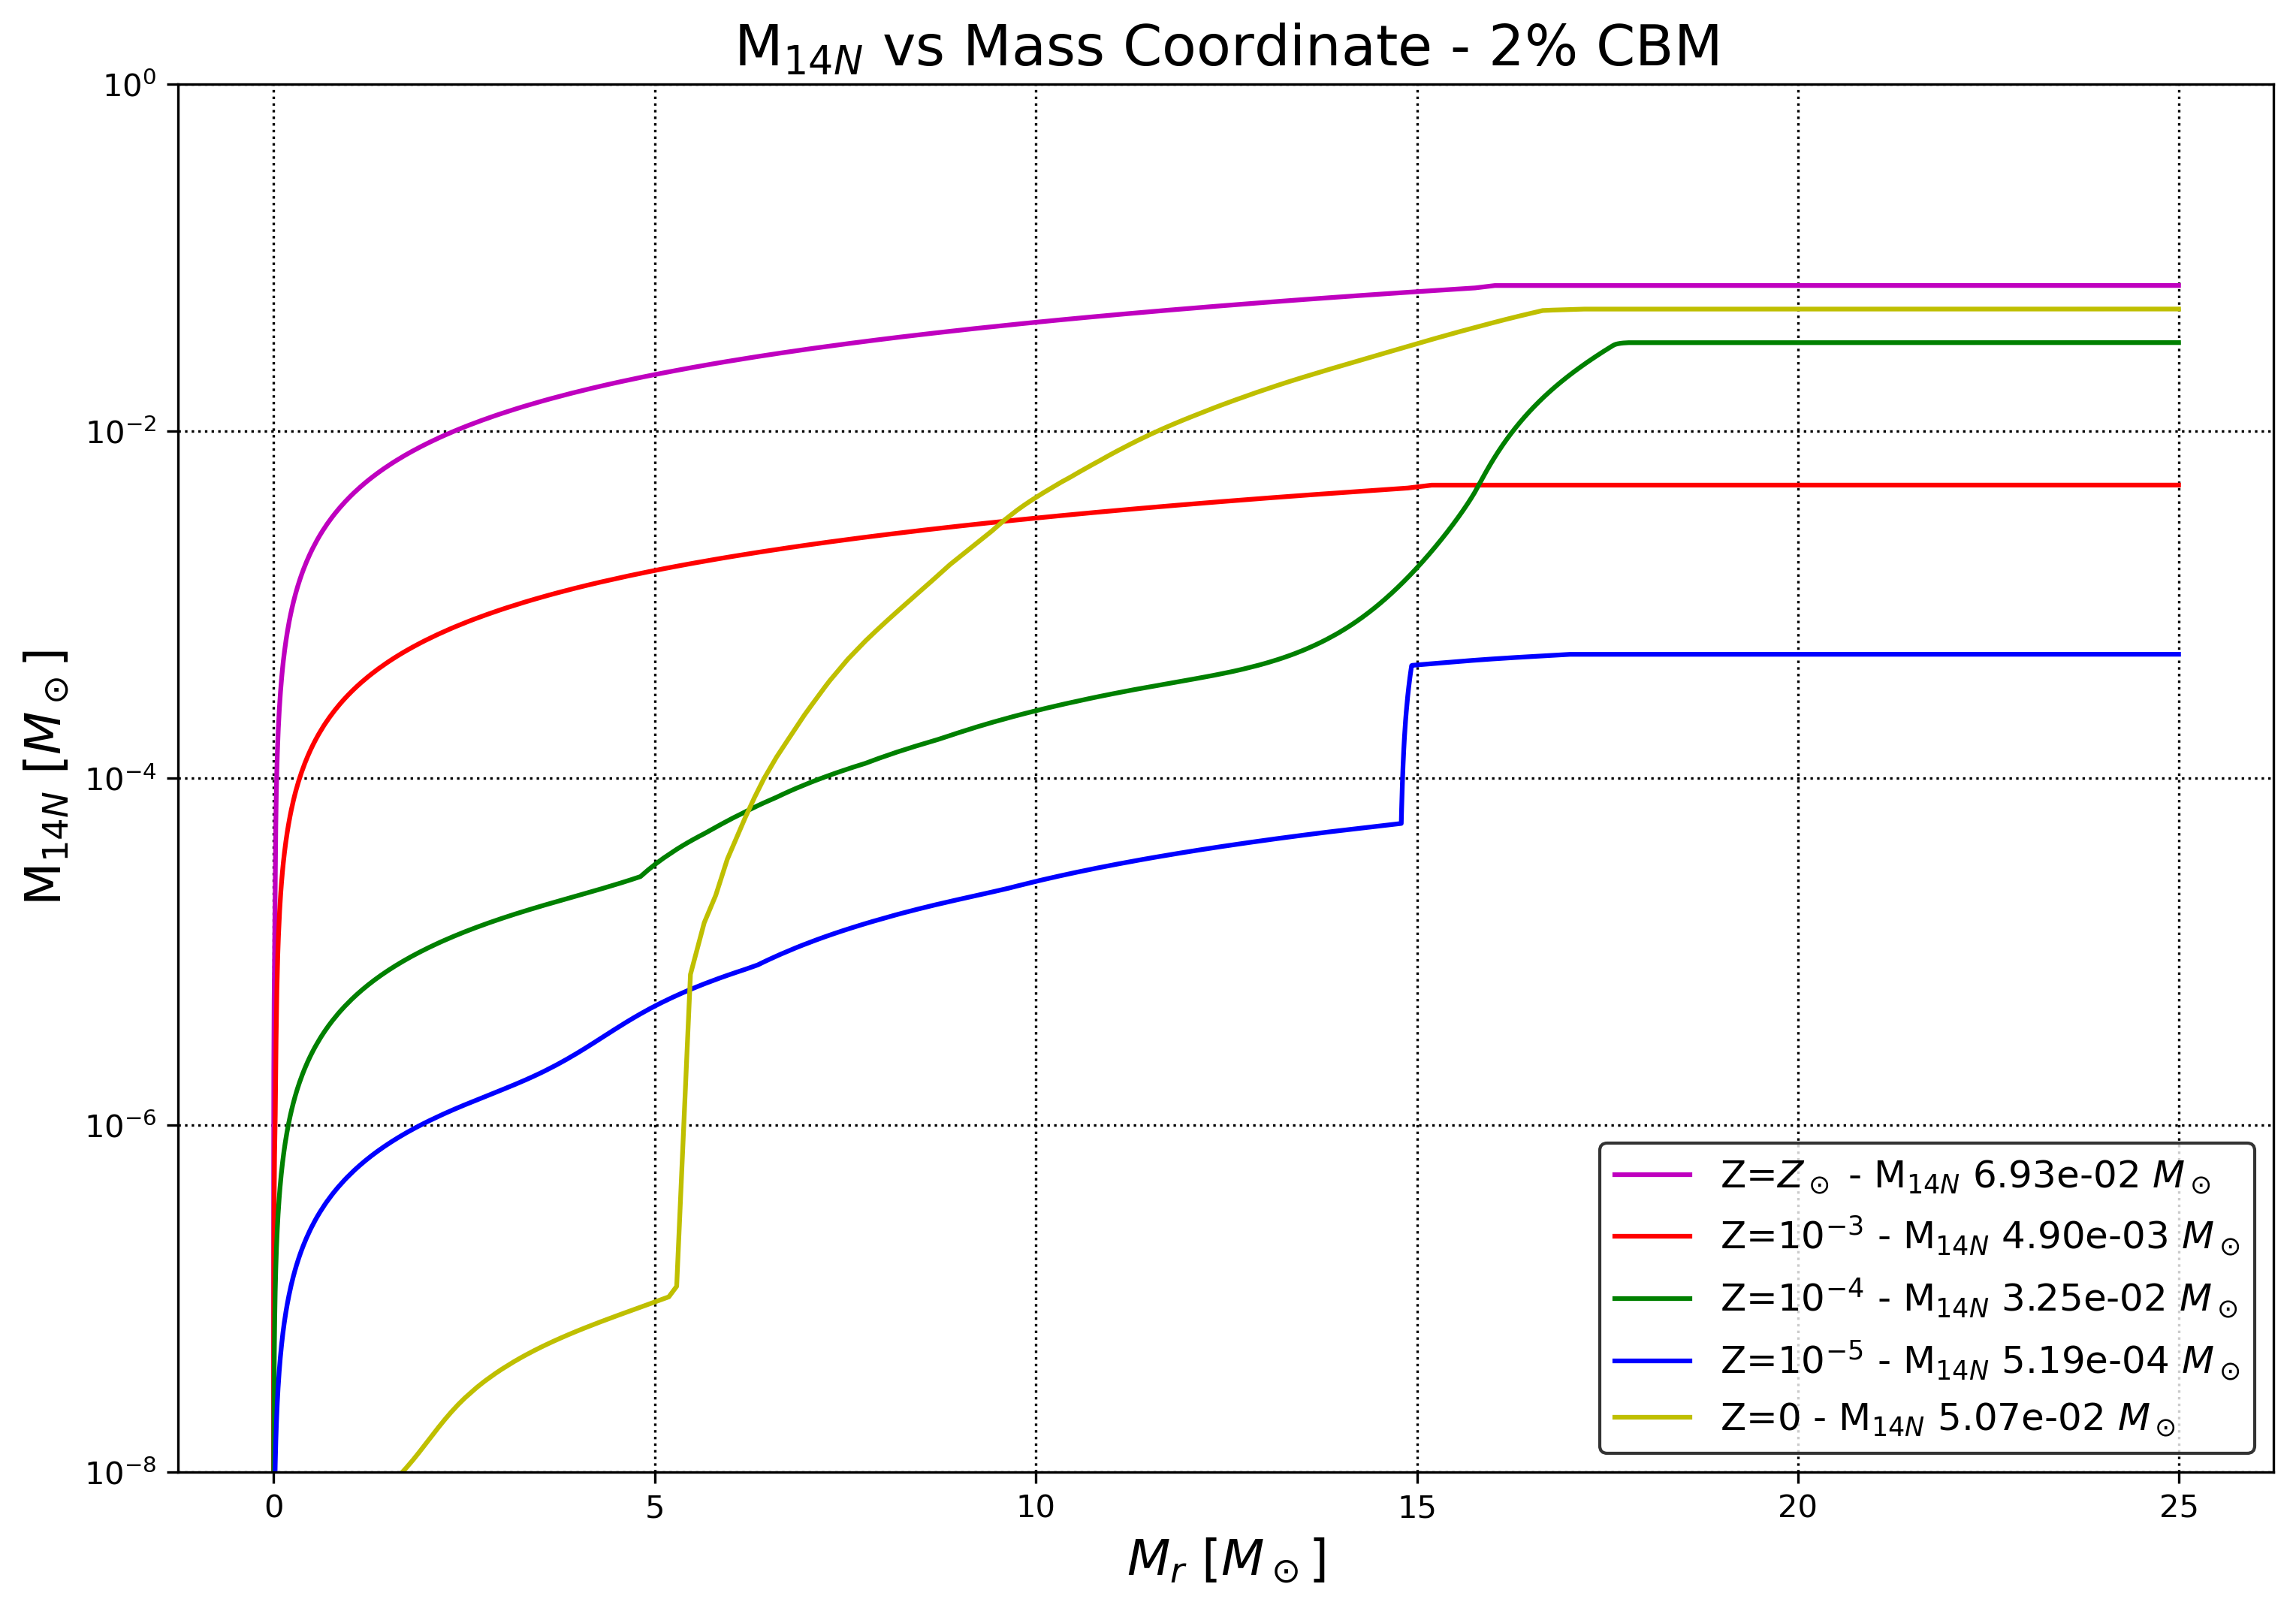 M₁₄N vs Mass Coordinate - 2% CBM
M₁₄N [M⊙]
10⁰
10⁻²
10⁻⁴
10⁻⁶
10⁻⁸
0 5 10 15 20 25
Mᵣ [M⊙]
Z=Z⊙ - M₁₄N 6.93e-02 M⊙
Z=10⁻³ - M₁₄N 4.90e-03 M⊙
Z=10⁻⁴ - M₁₄N 3.25e-02 M⊙
Z=10⁻⁵ - M₁₄N 5.19e-04 M⊙
Z=0 - M₁₄N 5.07e-02 M⊙